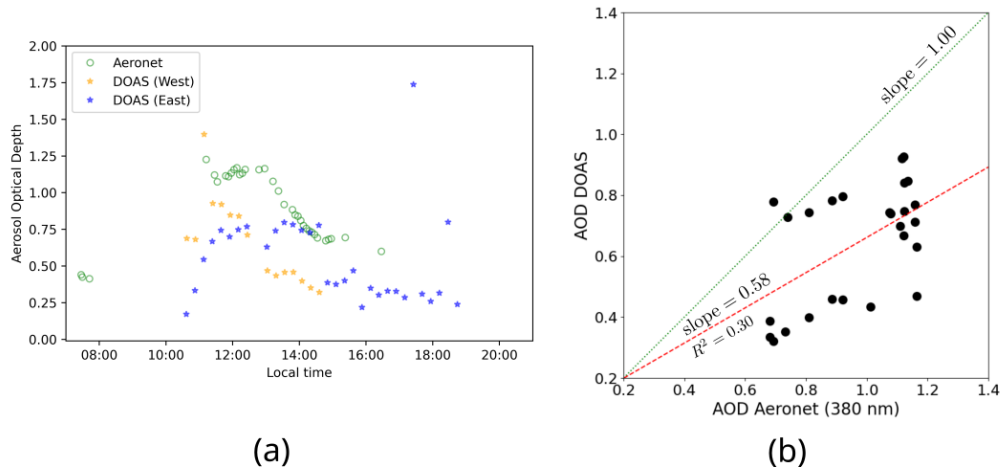 2.00
1.75
1.50
1.25
1.00
0.75
0.50
0.25
0.00
Aerosol Optical Depth
Aeronet
DOAS (West)
DOAS (East)
08:00 10:00 12:00 14:00 16:00 18:00 20:00
Local time
(a)
1.4
1.2
1.0
0.8
0.6
0.4
0.2
AOD DOAS
slope = 1.00
slope = 0.58
R² = 0.30
0.2 0.4 0.6 0.8 1.0 1.2 1.4
AOD Aeronet (380 nm)
(b)